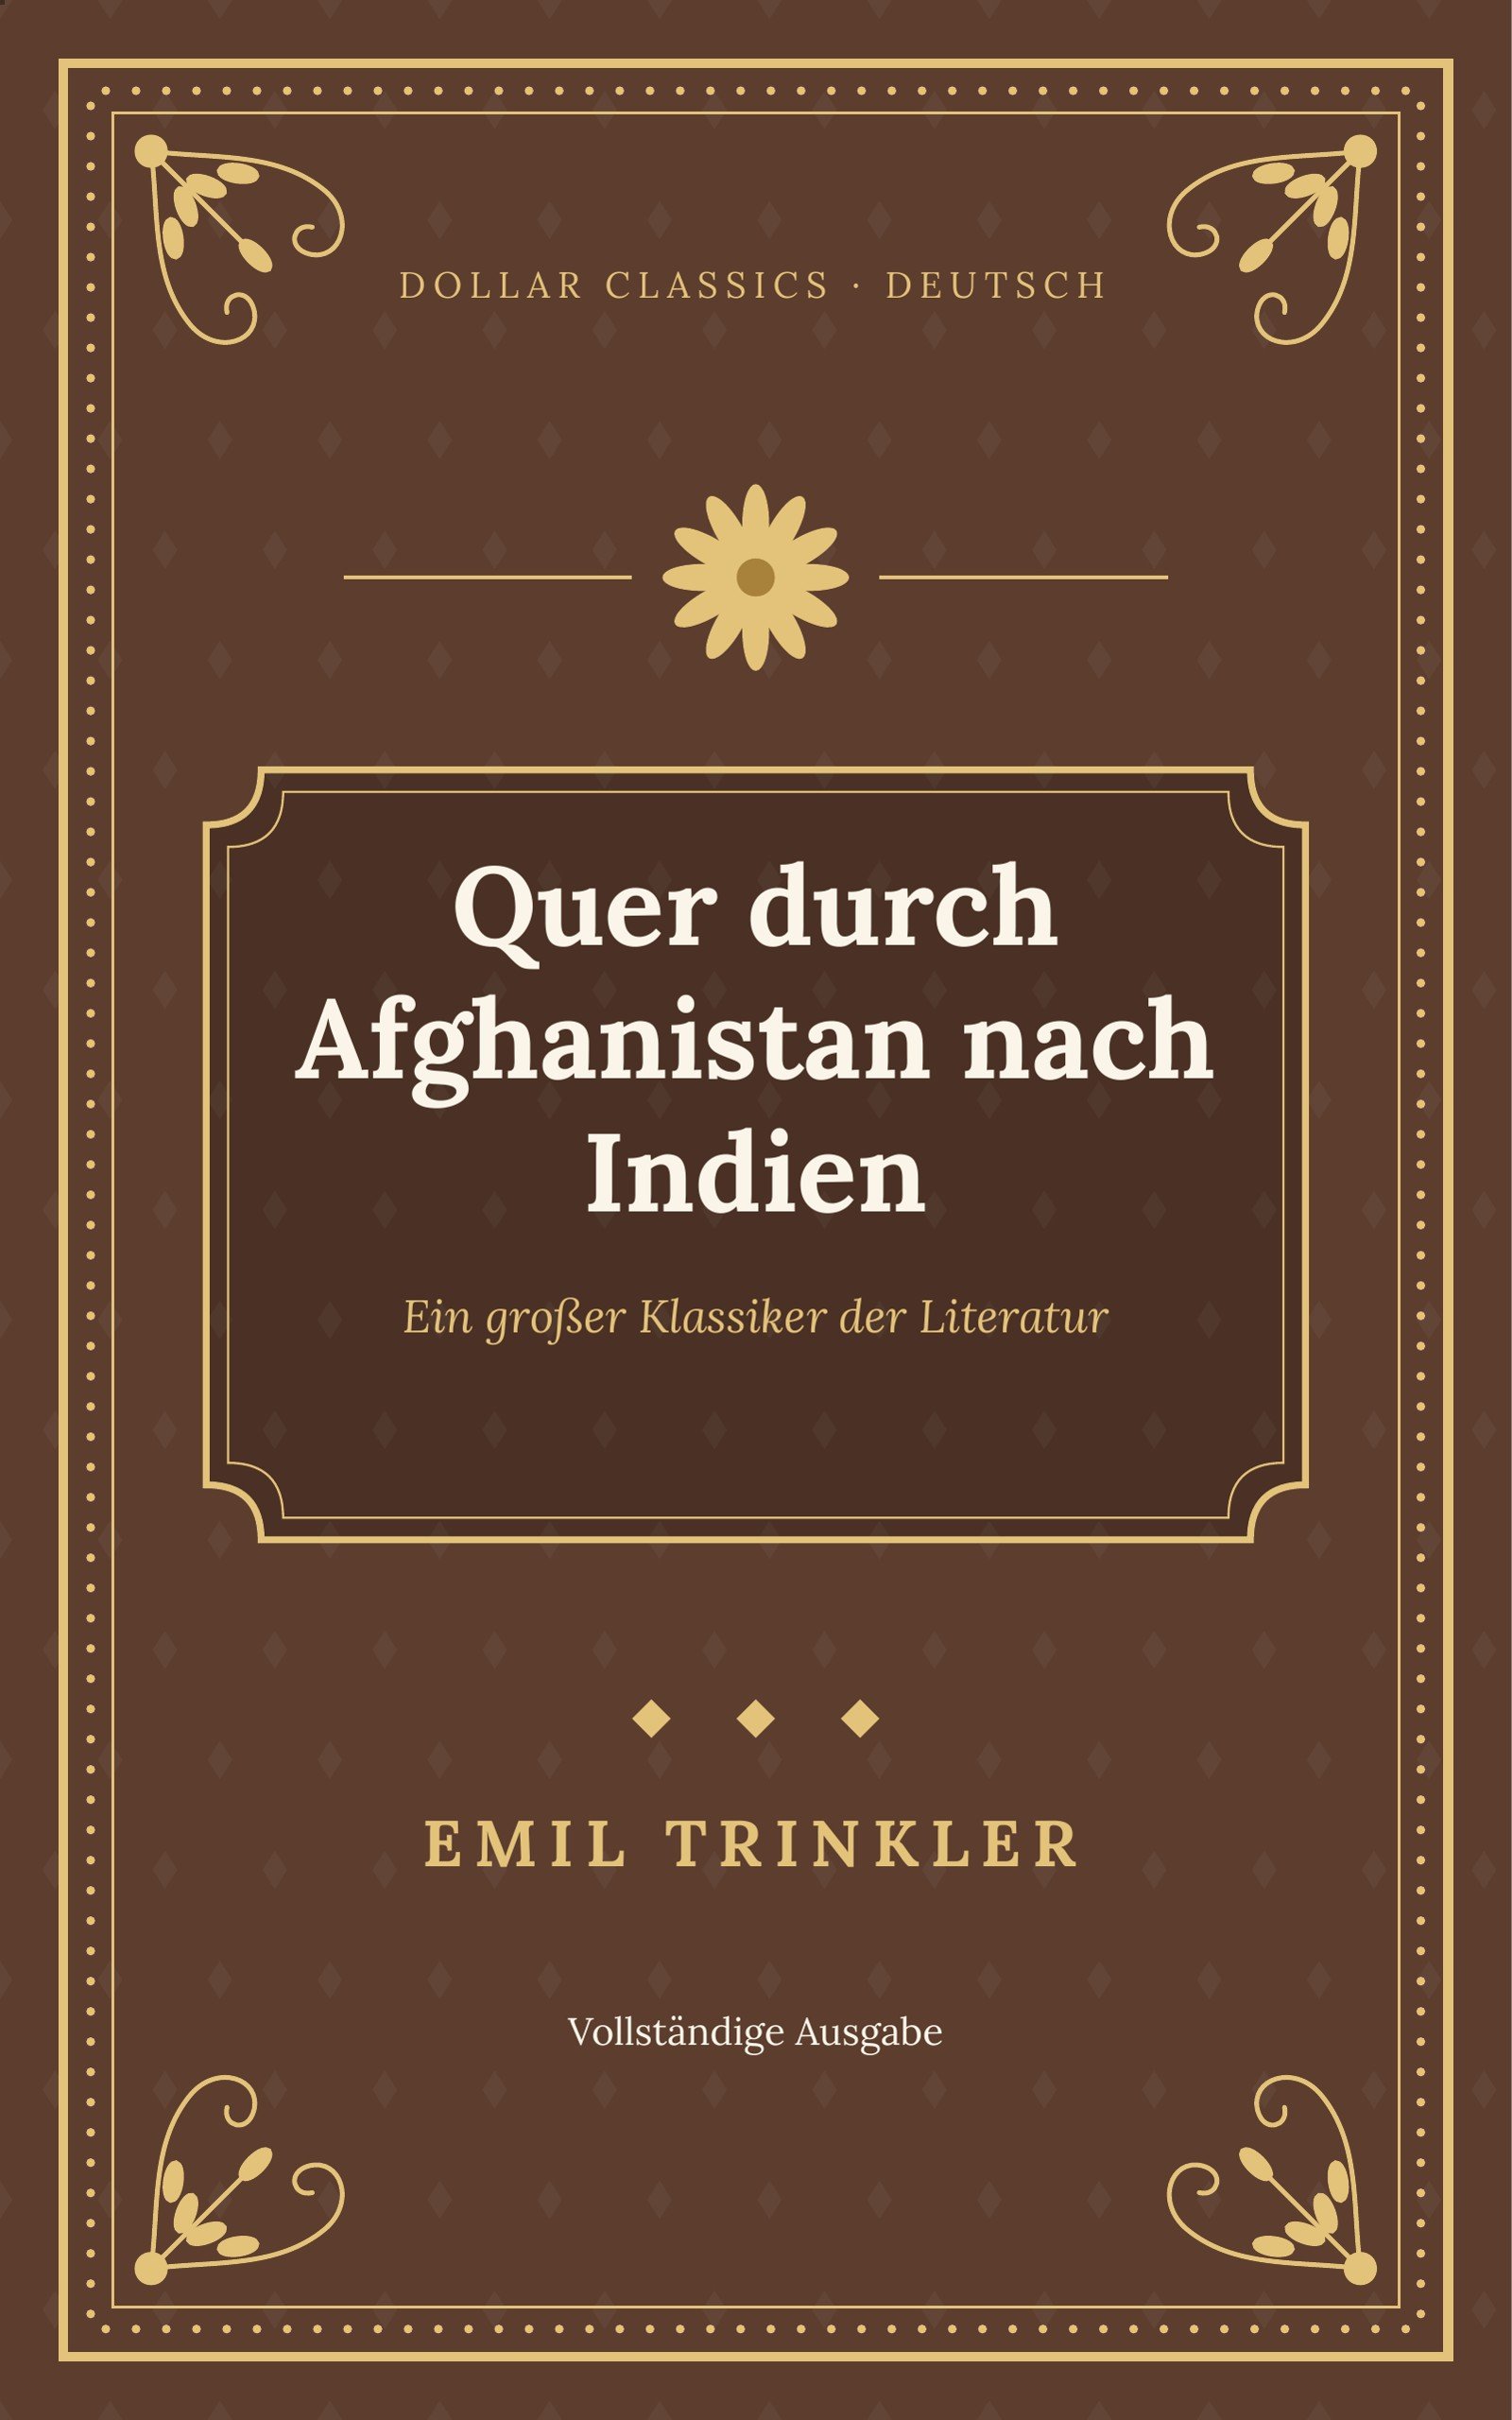 DOLLAR CLASSICS · DEUTSCH
Quer durch
Afghanistan nach
Indien
Ein großer Klassiker der Literatur
EMIL TRINKLER
Vollständige Ausgabe